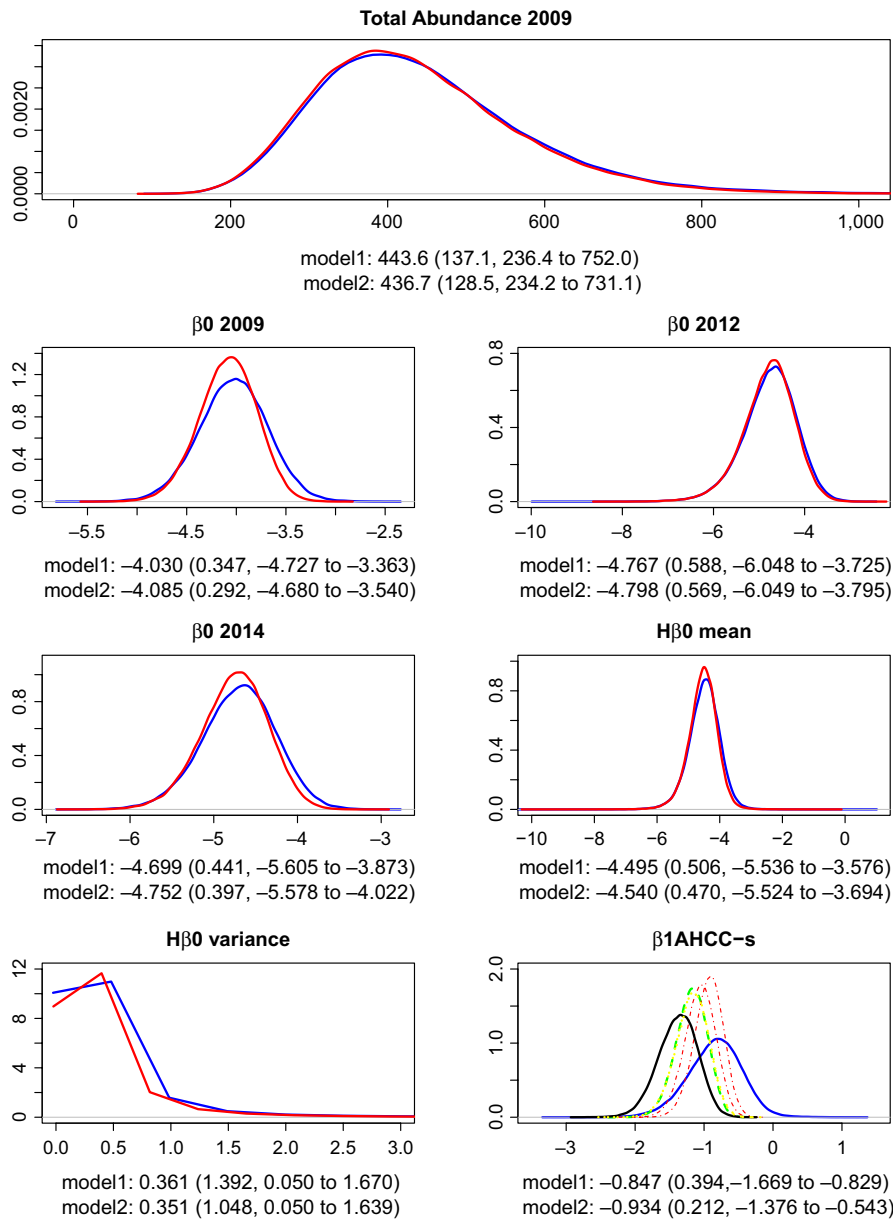 Total Abundance 2009
0.0020
0.0000
0 200 400 600 800 1,000
model1: 443.6 (137.1, 236.4 to 752.0)
model2: 436.7 (128.5, 234.2 to 731.1)
β0 2009
1.2
0.8
0.4
0.0
–5.5 –4.5 –3.5 –2.5
model1: –4.030 (0.347, –4.727 to –3.363)
model2: –4.085 (0.292, –4.680 to –3.540)
β0 2012
0.8
0.4
0.0
–10 –8 –6 –4
model1: –4.767 (0.588, –6.048 to –3.725)
model2: –4.798 (0.569, –6.049 to –3.795)
β0 2014
0.8
0.4
0.0
–7 –6 –5 –4 –3
model1: –4.699 (0.441, –5.605 to –3.873)
model2: –4.752 (0.397, –5.578 to –4.022)
Hβ0 mean
0.8
0.4
0.0
–10 –8 –6 –4 –2 0
model1: –4.495 (0.506, –5.536 to –3.576)
model2: –4.540 (0.470, –5.524 to –3.694)
Hβ0 variance
12
8
4
0
0.0 0.5 1.0 1.5 2.0 2.5 3.0
model1: 0.361 (1.392, 0.050 to 1.670)
model2: 0.351 (1.048, 0.050 to 1.639)
β1AHCC−s
2.0
1.0
0.0
–3 –2 –1 0 1
model1: –0.847 (0.394,-1.669 to –0.829)
model2: –0.934 (0.212, –1.376 to –0.543)